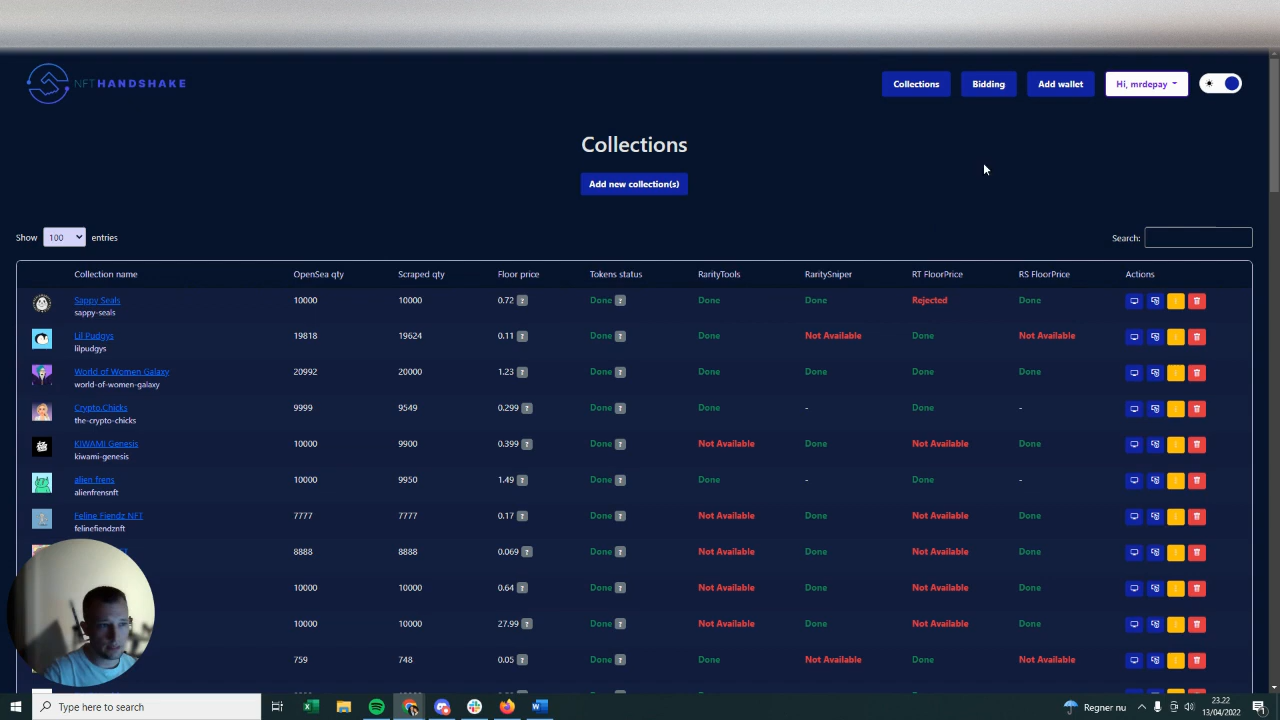 NFT HANDSHAKE
Collections Bidding Add wallet Hi, mrdepay
Collections
Add new collection(s)
Show 100 entries Search:
Collection name OpenSea qty Scraped qty Floor price Tokens status RarityTools RaritySniper RT FloorPrice RS FloorPrice Actions
Sappy Seals 10000 10000 0.72 ? Done ? Done Done Rejected Done
sappy-seals
Lil Pudgys 19818 19624 0.11 ? Done ? Done Not Available Done Not Available
lilpudgys
World of Women Galaxy 20992 20000 1.23 ? Done ? Done Done Done Done
world-of-women-galaxy
Crypto.Chicks 9999 9549 0.299 ? Done ? Done - Done -
the-crypto-chicks
KIWAMI Genesis 10000 9900 0.399 ? Done ? Not Available Done Not Available Done
kiwami-genesis
alien frens 10000 9950 1.49 ? Done ? Done - Done -
alienfrensnft
Feline Fiendz NFT 7777 7777 0.17 ? Done ? Not Available Done Not Available Done
felinefiendznft
8888 8888 0.069 ? Done ? Not Available Done Not Available Done
10000 10000 0.64 ? Done ? Not Available Done Not Available Done
10000 10000 27.99 ? Done ? Not Available Done Not Available Done
759 748 0.05 ? Done ? Done Not Available Done Not Available
Type here to search
Regner nu
23.22
13/04/2022